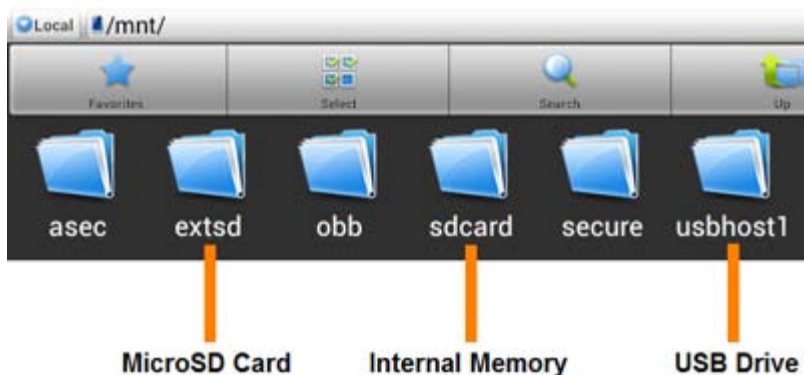 Local /mnt/
Favorites Select Search Up
asec extsd obb sdcard secure usbhost1
MicroSD Card Internal Memory USB Drive